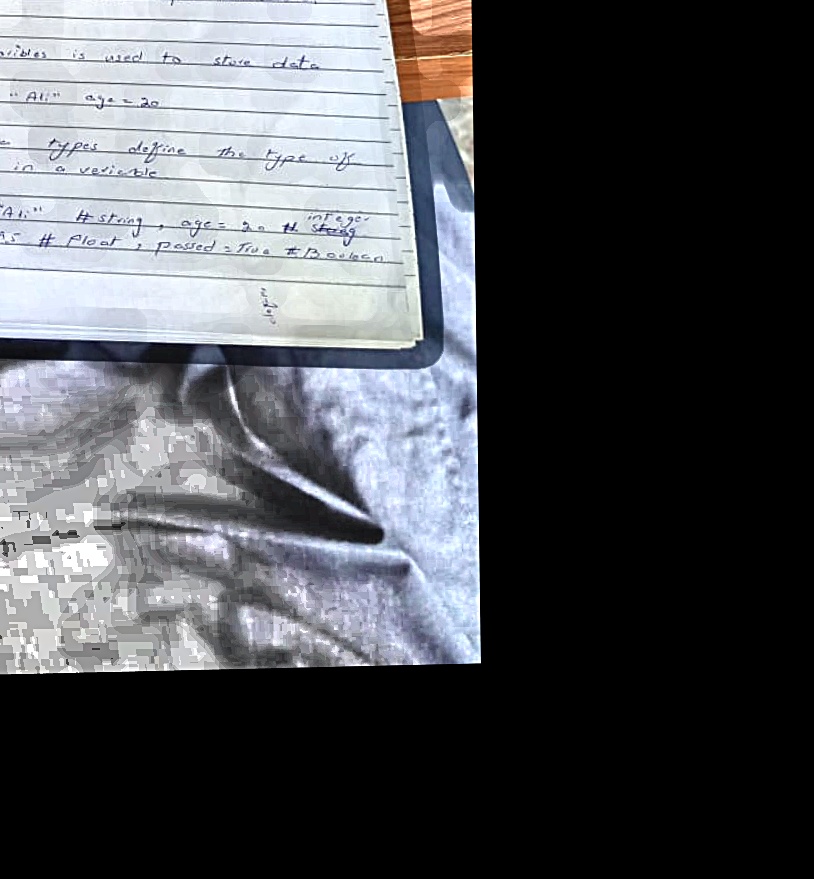 is used to store data
"Ali" age = 20
types define the type of
in a veriable
"Ali" # string, age = 20 # integer
# Float, passed = True # Boolean